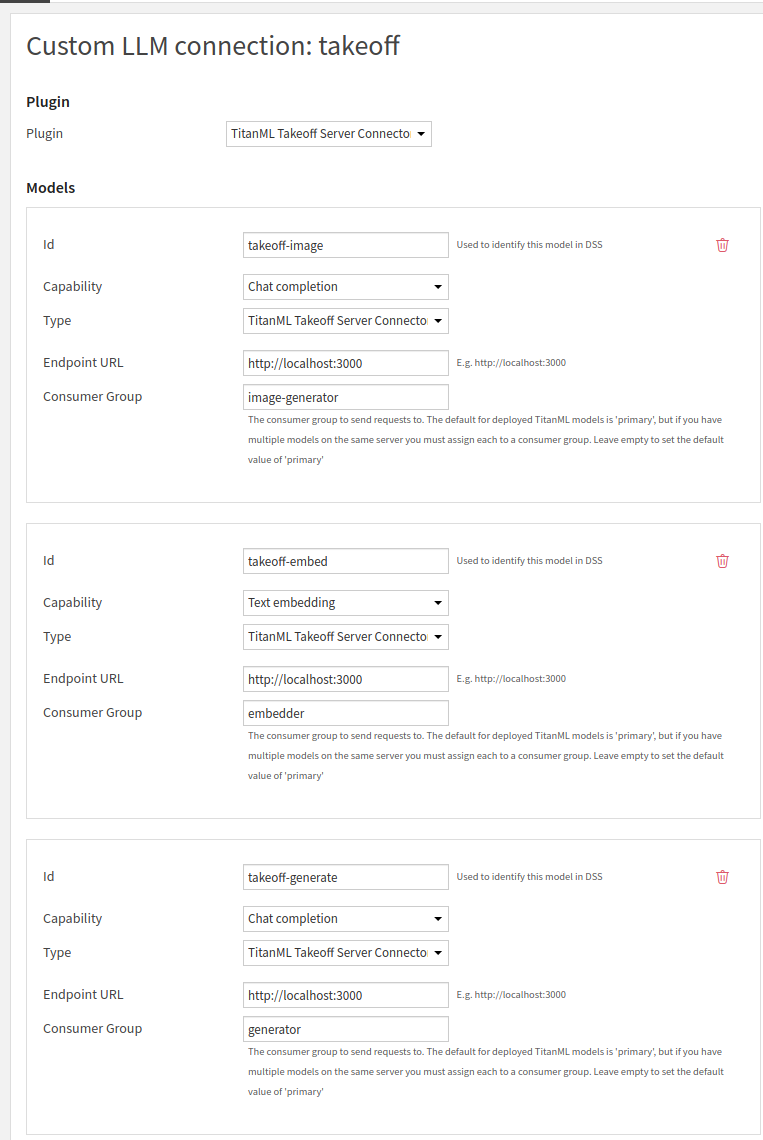 Custom LLM connection: takeoff
Plugin
Plugin TitanML Takeoff Server Connecto
Models
Id takeoff-image Used to identify this model in DSS
Capability Chat completion
Type TitanML Takeoff Server Connecto
Endpoint URL http://localhost:3000 E.g. http://localhost:3000
Consumer Group image-generator
The consumer group to send requests to. The default for deployed TitanML models is 'primary', but if you have
multiple models on the same server you must assign each to a consumer group. Leave empty to set the default
value of 'primary'
Id takeoff-embed Used to identify this model in DSS
Capability Text embedding
Type TitanML Takeoff Server Connecto
Endpoint URL http://localhost:3000 E.g. http://localhost:3000
Consumer Group embedder
The consumer group to send requests to. The default for deployed TitanML models is 'primary', but if you have
multiple models on the same server you must assign each to a consumer group. Leave empty to set the default
value of 'primary'
Id takeoff-generate Used to identify this model in DSS
Capability Chat completion
Type TitanML Takeoff Server Connecto
Endpoint URL http://localhost:3000 E.g. http://localhost:3000
Consumer Group generator
The consumer group to send requests to. The default for deployed TitanML models is 'primary', but if you have
multiple models on the same server you must assign each to a consumer group. Leave empty to set the default
value of 'primary'